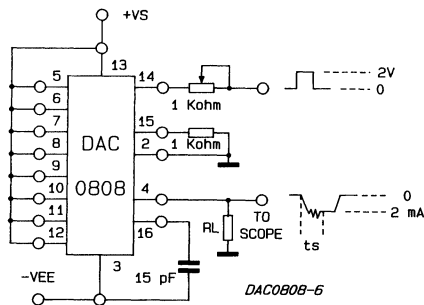 +VS
13
5
14
2V
0
6
1 Kohm
7
15
8
DAC
2
1 Kohm
9
10
0808
4
0
11
16
RL
TO
SCOPE
2 mA
12
ts
3
-VEE
15 pF
DAC0808-6